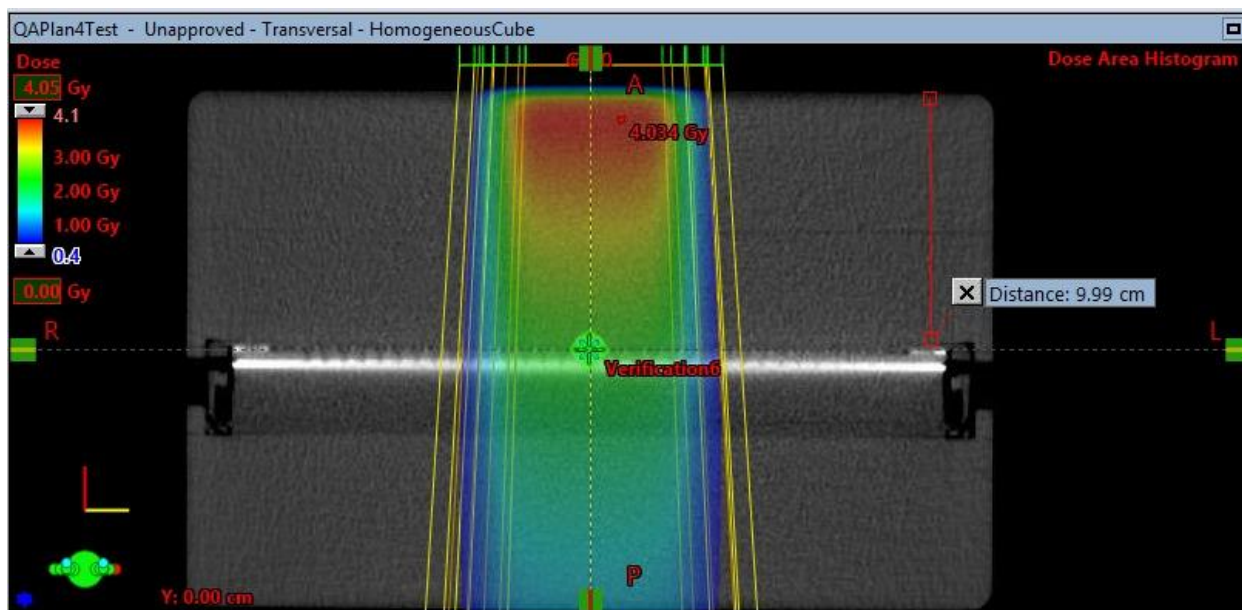 QAPlan4Test - Unapproved - Transversal - HomogeneousCube
Dose
4.05 Gy
4.1
3.00 Gy
2.00 Gy
1.00 Gy
0.4
0.00 Gy
Dose Area Histogram
A
4.034 Gy
Distance: 9.99 cm
R
L
Verification6
P
Y: 0.00 cm